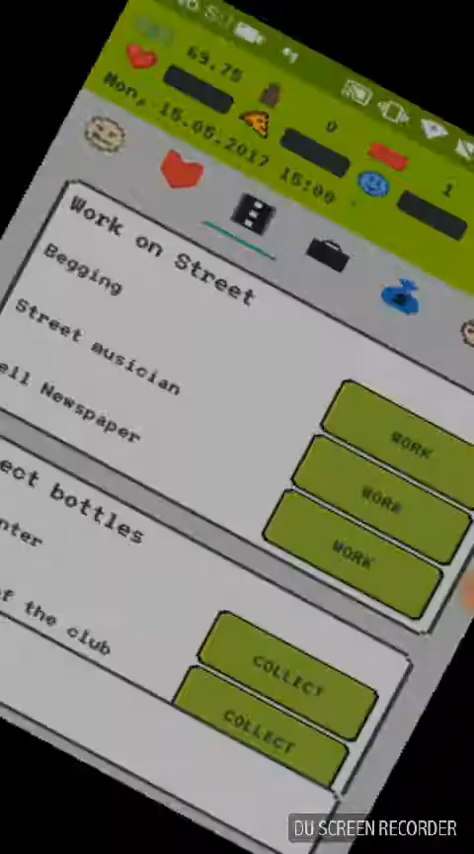 69.75
0
1
Mon, 15.05.2017 15:00
Work on Street
Begging
WORK
Street musician
WORK
ell Newspaper
WORK
ect bottles
nter
COLLECT
f the club
COLLECT
DU SCREEN RECORDER